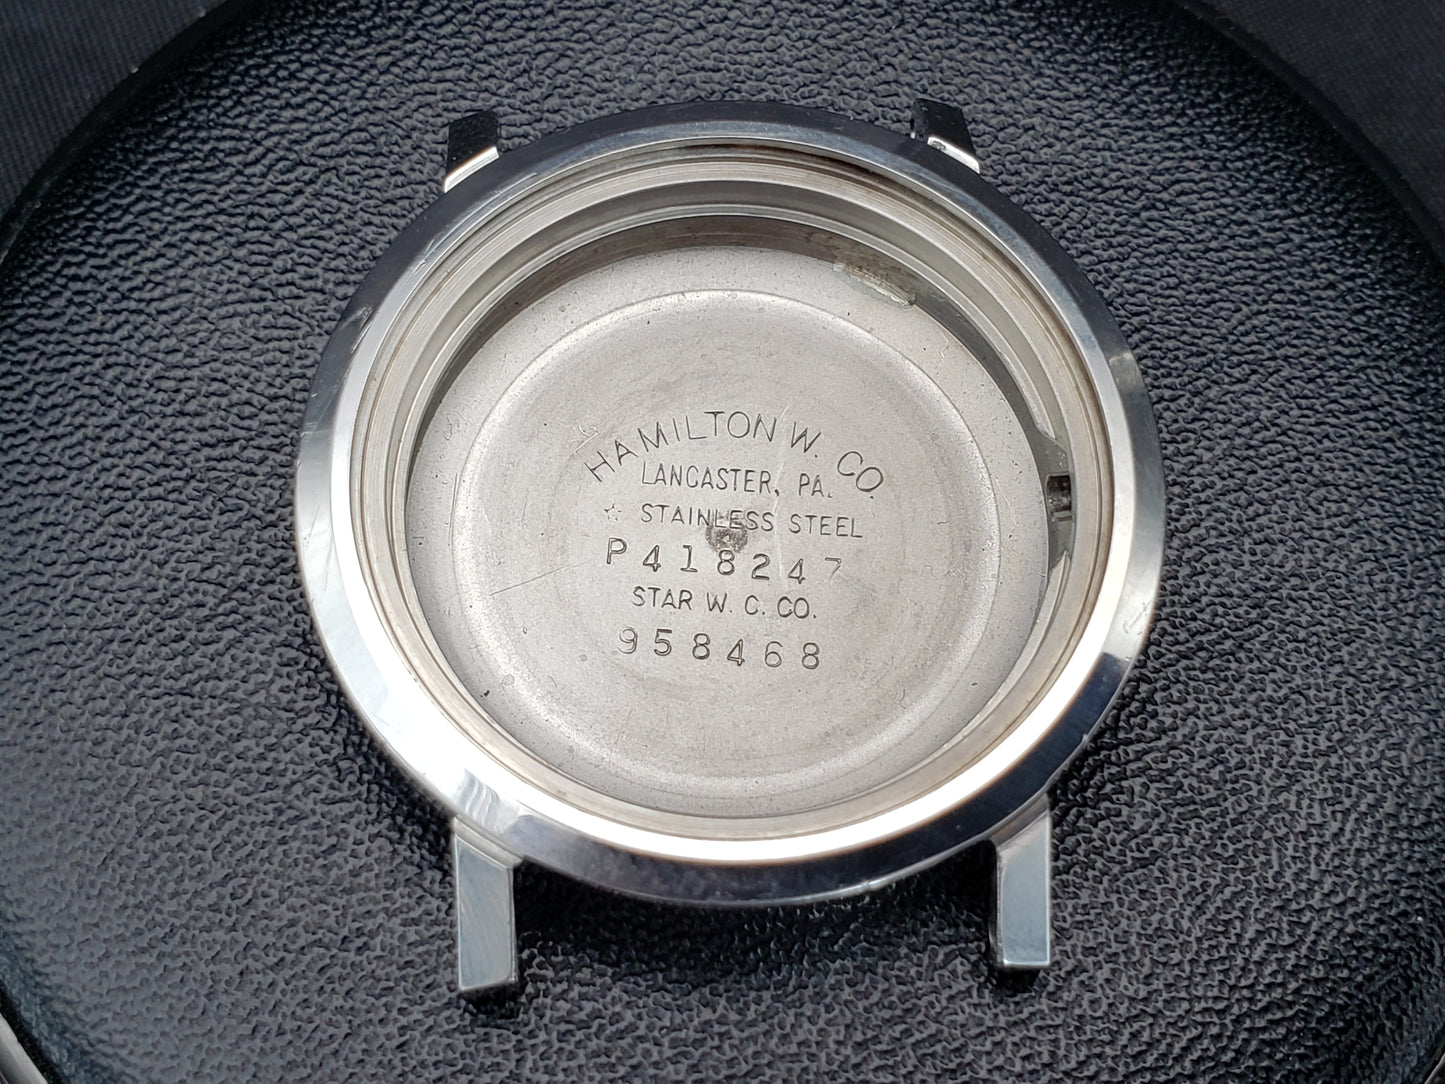 HAMILTON W. CO.
LANCASTER, PA.
☆ STAINLESS STEEL
P418247
STAR W. C. CO.
958468